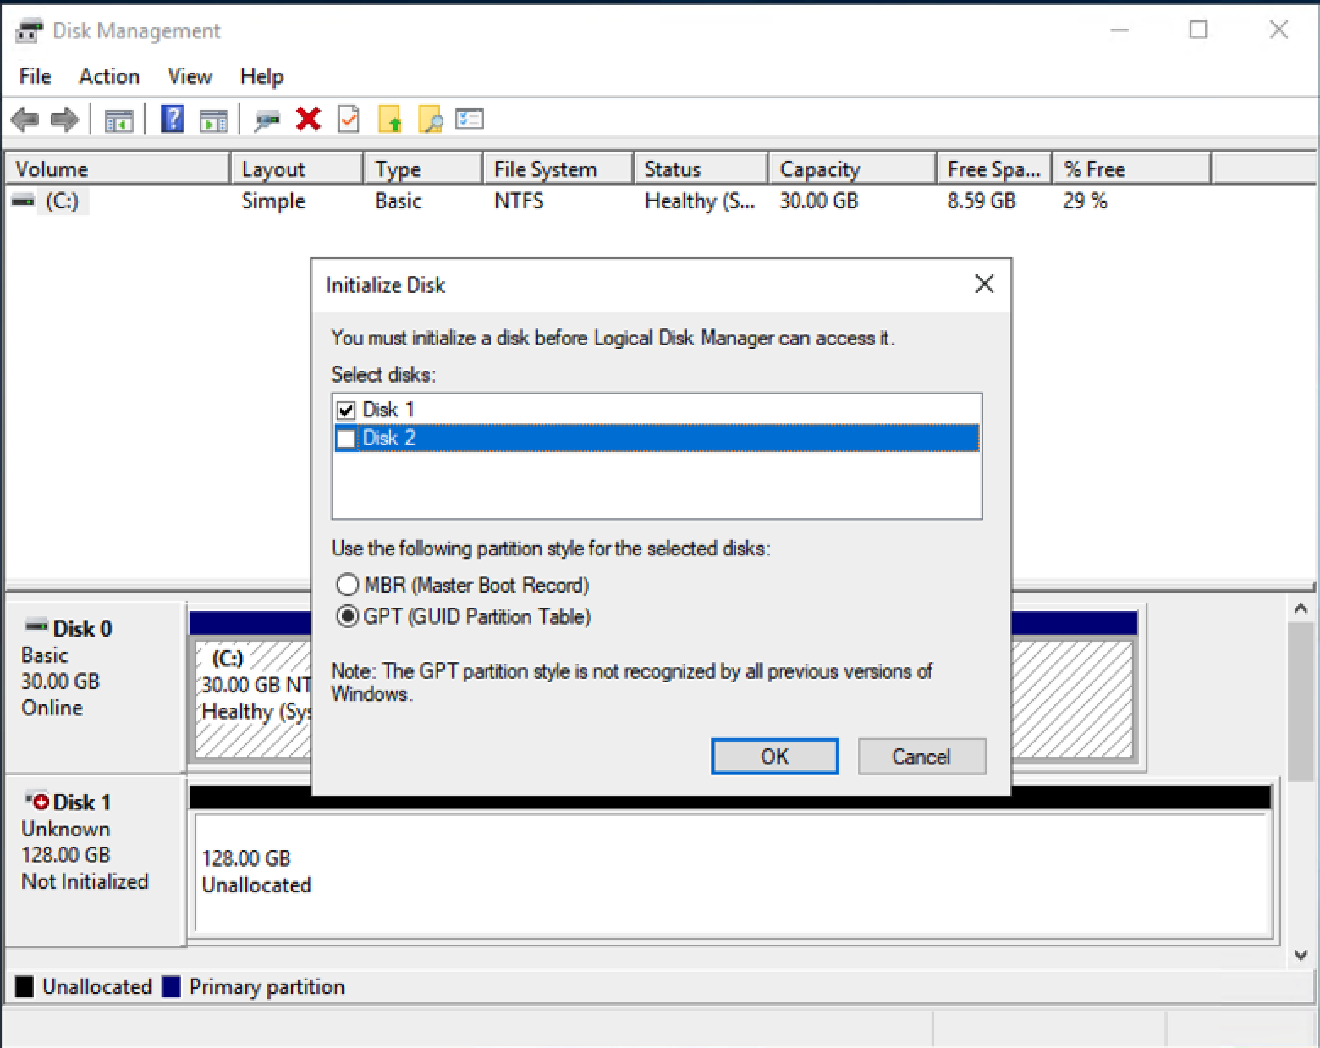 Disk Management
File Action View Help
Volume Layout Type File System Status Capacity Free Spa... % Free
(C:) Simple Basic NTFS Healthy (S... 30.00 GB 8.59 GB 29 %
Initialize Disk
You must initialize a disk before Logical Disk Manager can access it.
Select disks:
Disk 1
Disk 2
Use the following partition style for the selected disks:
MBR (Master Boot Record)
GPT (GUID Partition Table)
Note: The GPT partition style is not recognized by all previous versions of
Windows.
OK Cancel
Disk 0
Basic
30.00 GB
Online
(C:)
30.00 GB NT
Healthy (Sys
Disk 1
Unknown
128.00 GB
Not Initialized
128.00 GB
Unallocated
Unallocated Primary partition